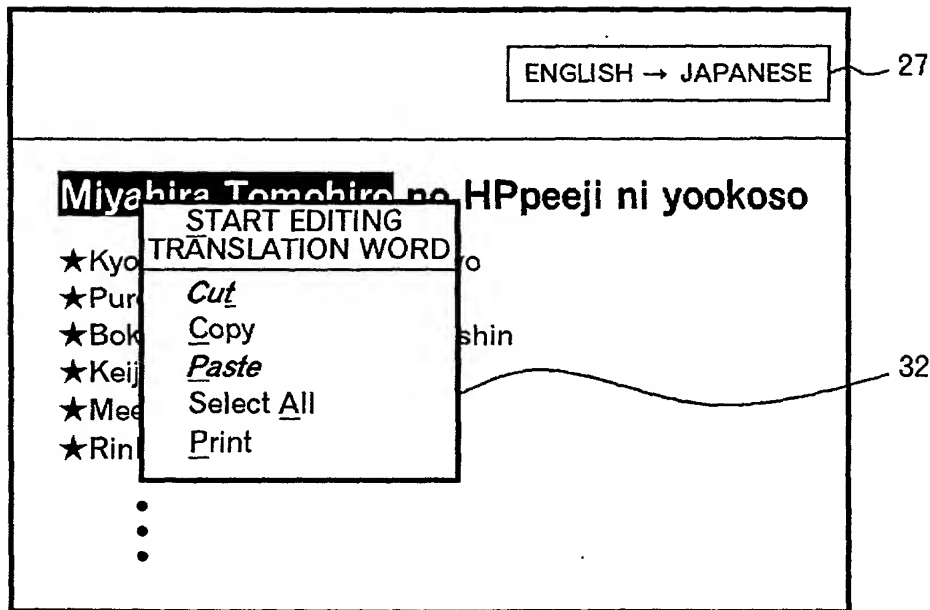 ENGLISH → JAPANESE
27
Miyahira Tomohiro no HPpeeji ni yookoso
START EDITING
TRANSLATION WORD
★Kyo
★Pur
★Bok shin
★Keij
★Mee
★Rin
Cut
Copy
Paste
Select All
Print
32